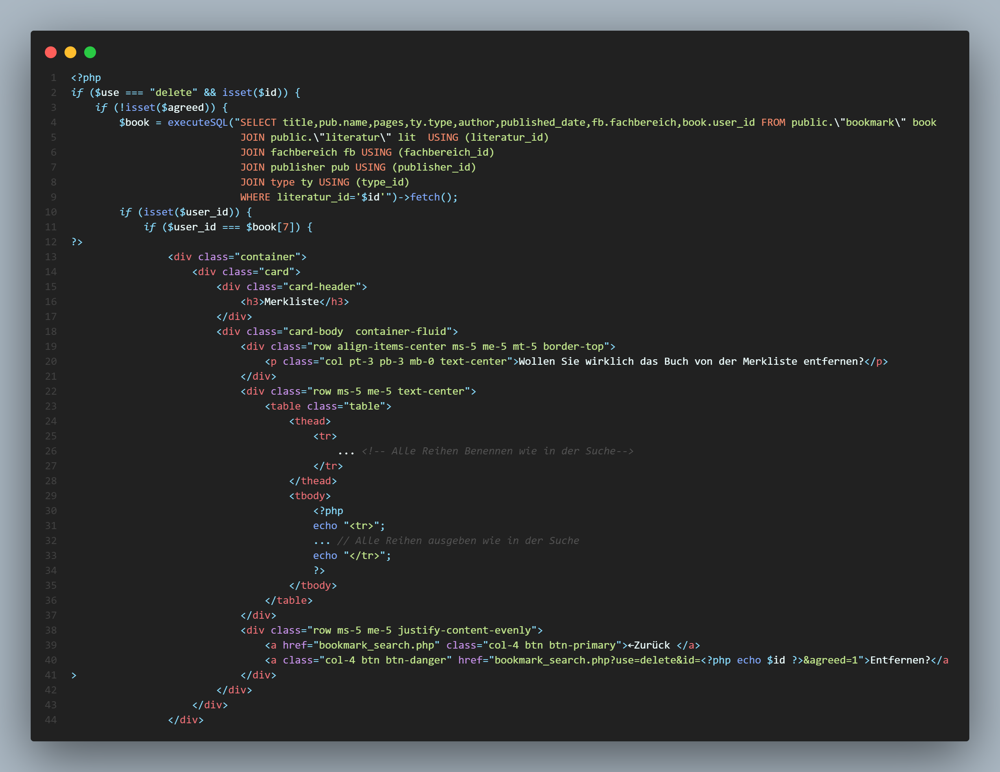 1 <?php
2 if ($use === "delete" && isset($id)) {
3     if (!isset($agreed)) {
4         $book = executeSQL("SELECT title,pub.name,pages,ty.type,author,published_date,fb.fachbereich,book.user_id FROM public.\"bookmark\" book
5                             JOIN public.\"literatur\" lit  USING (literatur_id)
6                             JOIN fachbereich fb USING (fachbereich_id)
7                             JOIN publisher pub USING (publisher_id)
8                             JOIN type ty USING (type_id)
9                             WHERE literatur_id='$id'")->fetch();
10         if (isset($user_id)) {
11             if ($user_id === $book[7]) {
12 ?>
13                 <div class="container">
14                     <div class="card">
15                         <div class="card-header">
16                             <h3>Merkliste</h3>
17                         </div>
18                         <div class="card-body  container-fluid">
19                             <div class="row align-items-center ms-5 me-5 mt-5 border-top">
20                                 <p class="col pt-3 pb-3 mb-0 text-center">Wollen Sie wirklich das Buch von der Merkliste entfernen?</p>
21                             </div>
22                             <div class="row ms-5 me-5 text-center">
23                                 <table class="table">
24                                     <thead>
25                                         <tr>
26                                             ... <!-- Alle Reihen Benennen wie in der Suche-->
27                                         </tr>
28                                     </thead>
29                                     <tbody>
30                                         <?php
31                                         echo "<tr>";
32                                         ... // Alle Reihen ausgeben wie in der Suche
33                                         echo "</tr>";
34                                         ?>
35                                     </tbody>
36                                 </table>
37                             </div>
38                             <div class="row ms-5 me-5 justify-content-evenly">
39                                 <a href="bookmark_search.php" class="col-4 btn btn-primary">←Zurück </a>
40                                 <a class="col-4 btn btn-danger" href="bookmark_search.php?use=delete&id=<?php echo $id ?>&agreed=1">Entfernen?</a
41 >                           </div>
42                         </div>
43                     </div>
44                 </div>